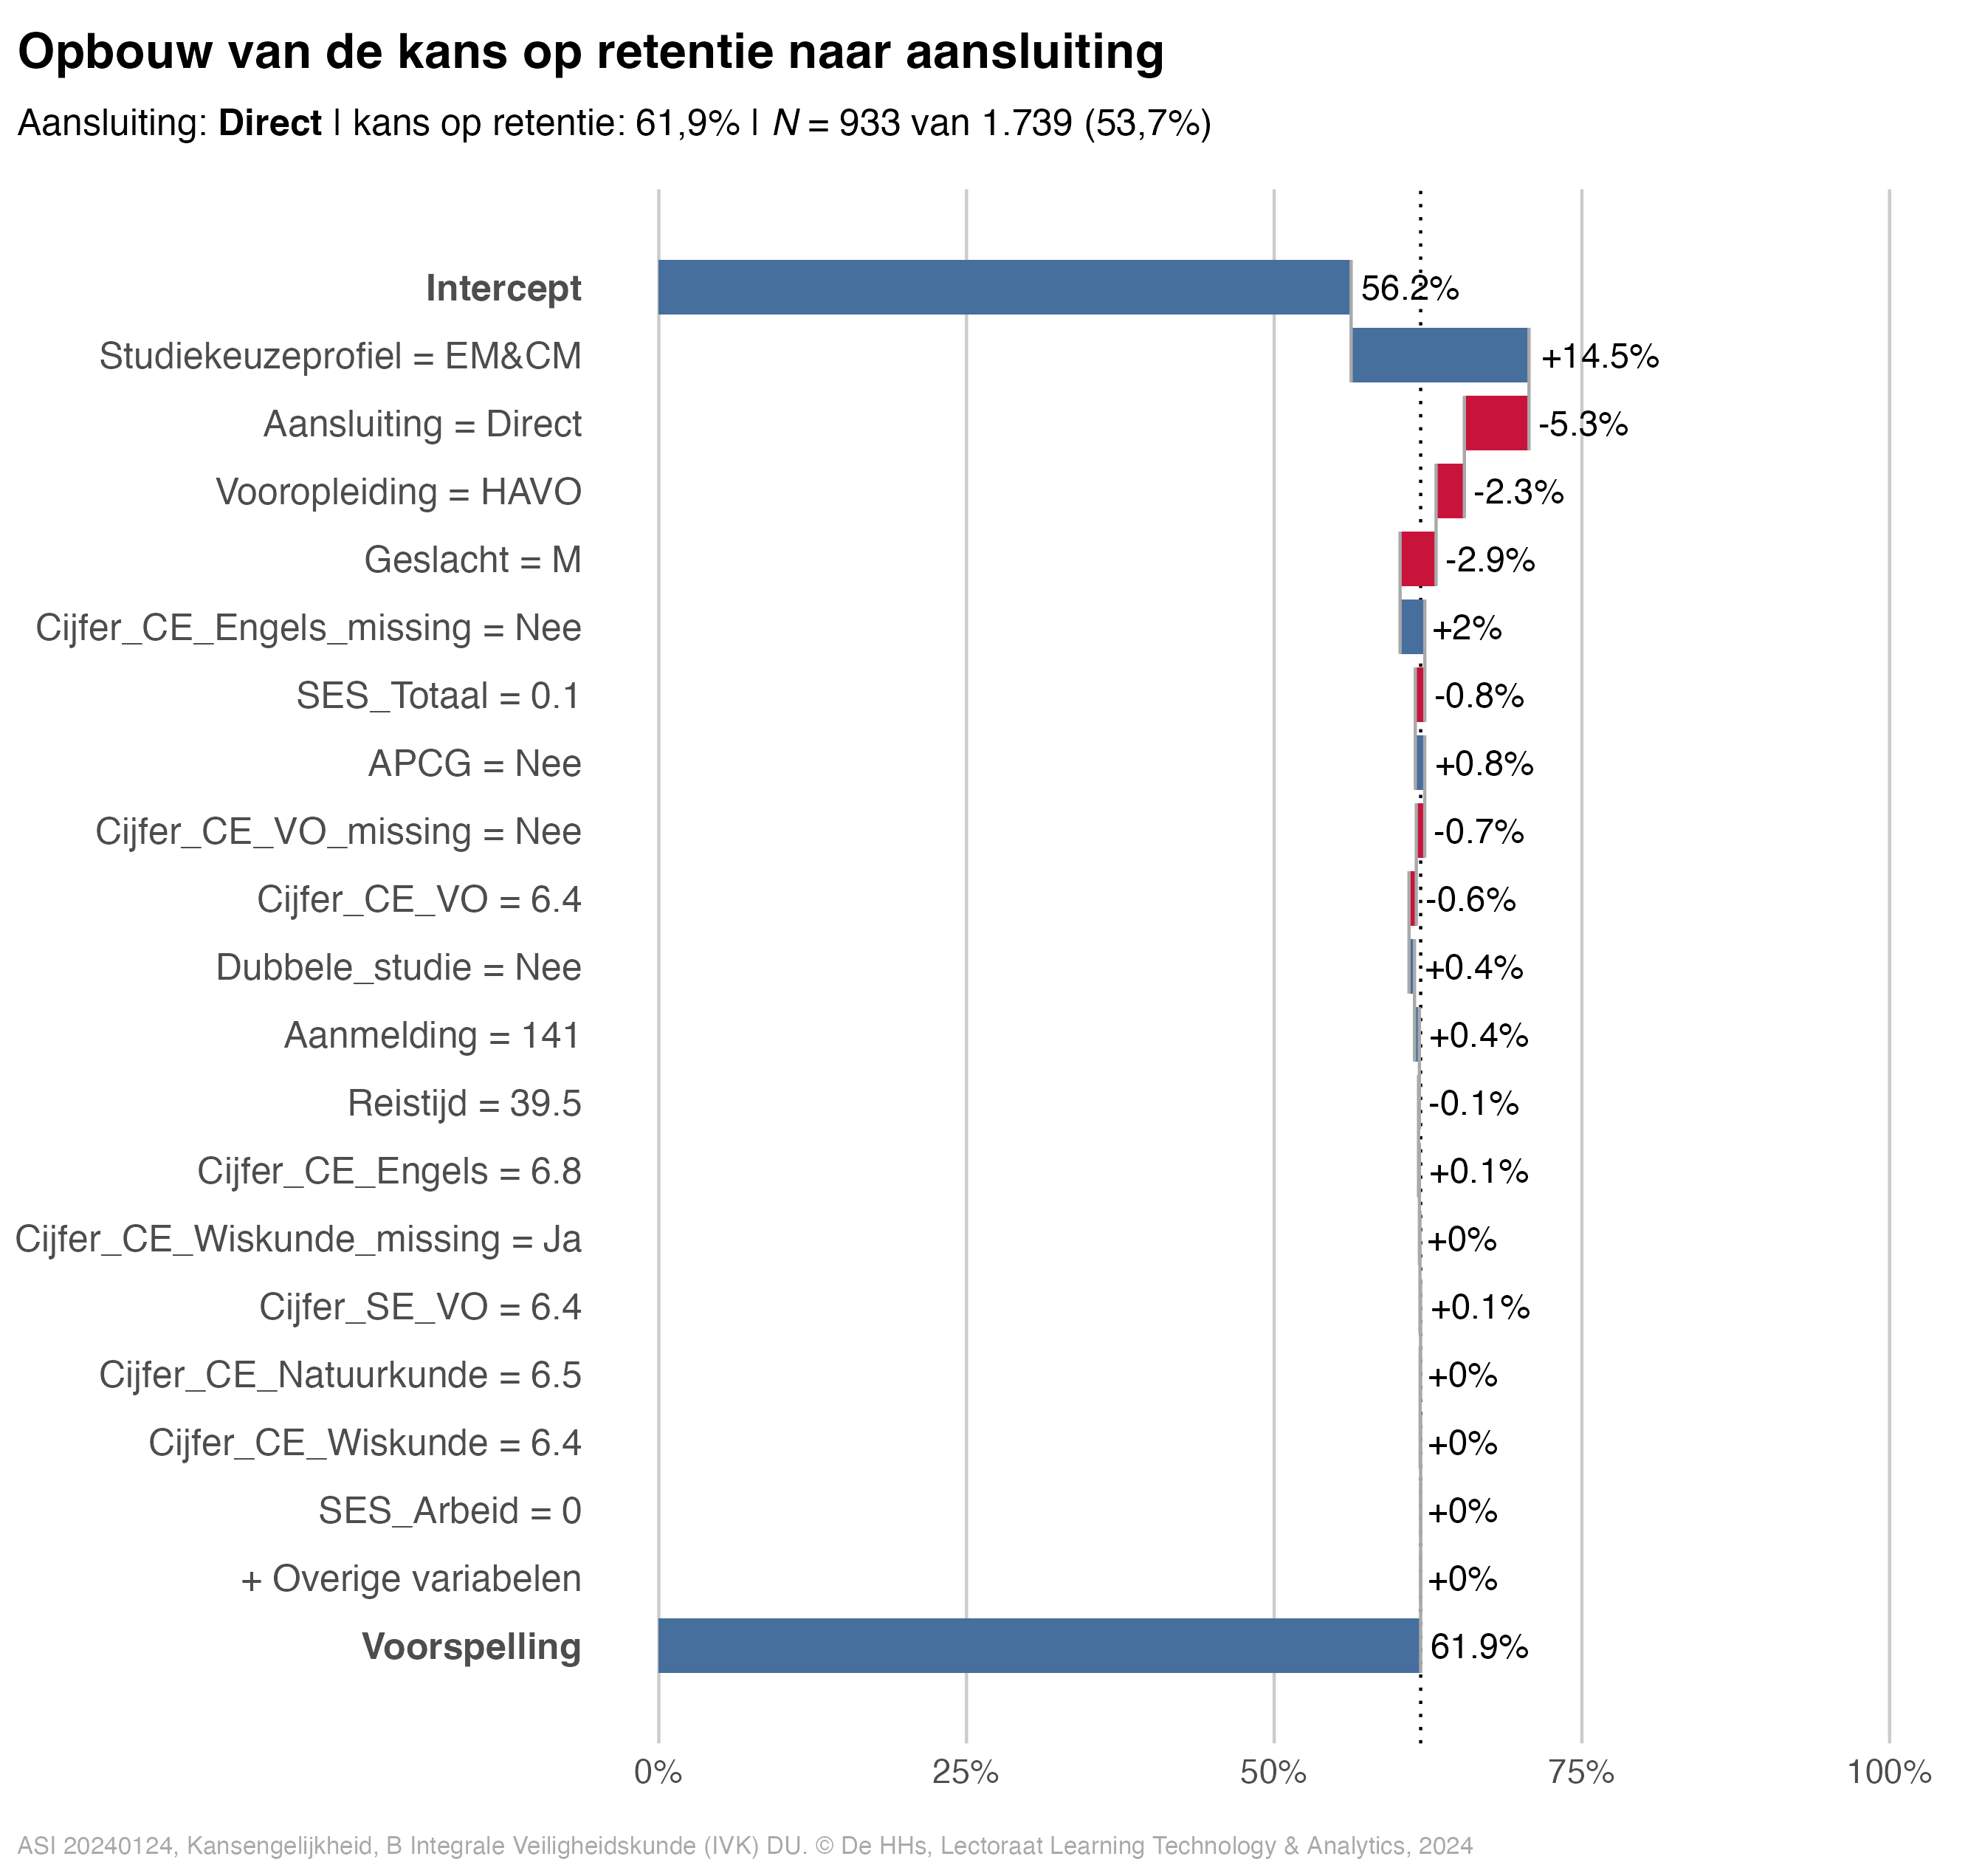 Opbouw van de kans op retentie naar aansluiting
Aansluiting: Direct | kans op retentie: 61,9% | N = 933 van 1.739 (53,7%)
Intercept 56.2%
Studiekeuzeprofiel = EM&CM +14.5%
Aansluiting = Direct -5.3%
Vooropleiding = HAVO -2.3%
Geslacht = M -2.9%
Cijfer_CE_Engels_missing = Nee +2%
SES_Totaal = 0.1 -0.8%
APCG = Nee +0.8%
Cijfer_CE_VO_missing = Nee -0.7%
Cijfer_CE_VO = 6.4 -0.6%
Dubbele_studie = Nee +0.4%
Aanmelding = 141 +0.4%
Reistijd = 39.5 -0.1%
Cijfer_CE_Engels = 6.8 +0.1%
Cijfer_CE_Wiskunde_missing = Ja +0%
Cijfer_SE_VO = 6.4 +0.1%
Cijfer_CE_Natuurkunde = 6.5 +0%
Cijfer_CE_Wiskunde = 6.4 +0%
SES_Arbeid = 0 +0%
+ Overige variabelen +0%
Voorspelling 61.9%
0% 25% 50% 75% 100%
ASI 20240124, Kansengelijkheid, B Integrale Veiligheidskunde (IVK) DU. © De HHs, Lectoraat Learning Technology & Analytics, 2024